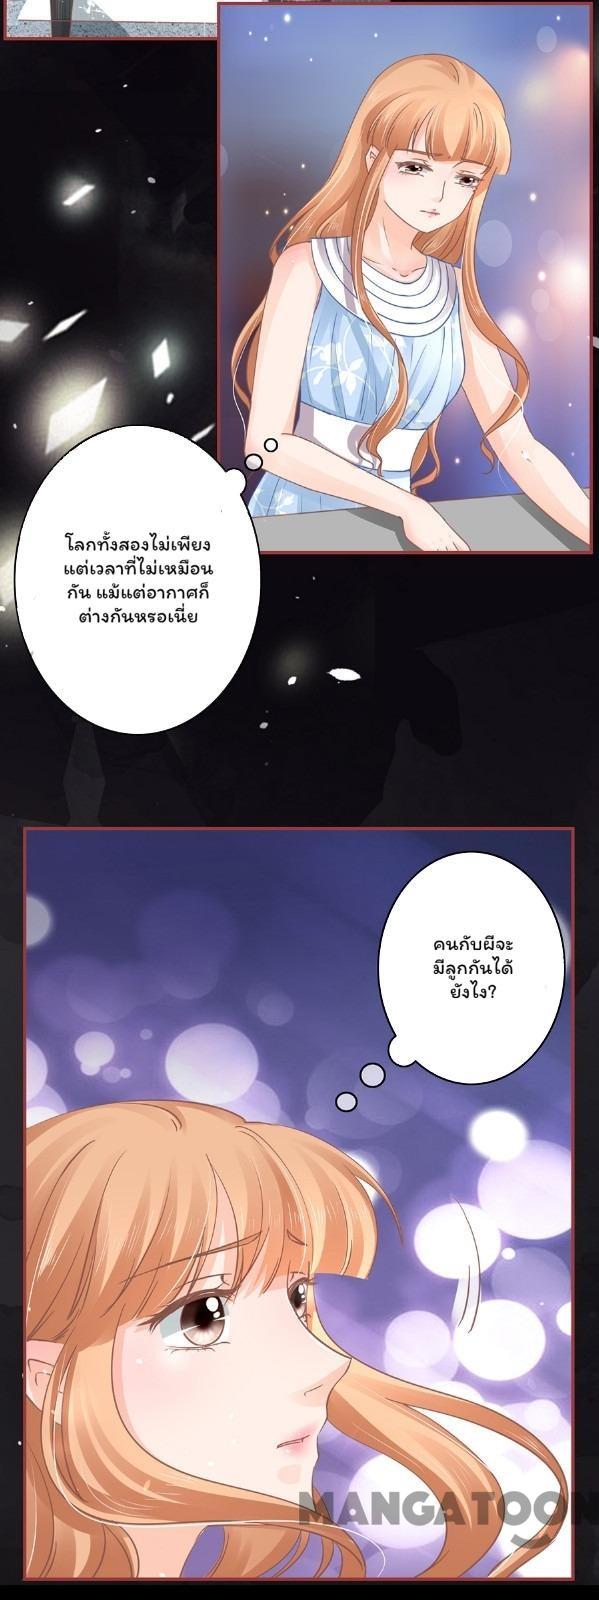 โลกทั้งสองไม่เพียง
แต่เวลาที่ไม่เหมือน
กัน แม้แต่อากาศก็
ต่างกันหรอเนี่ย
คนกับผีจะ
มีลูกกันได้
ยังไง?
MANGATOON